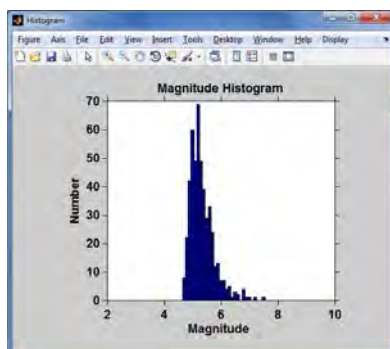 Histogram
Figure Axis File Edit View Insert Tools Desktop Window Help Display
Magnitude Histogram
70
60
50
40
30
20
10
0
Number
2 4 6 8 10
Magnitude